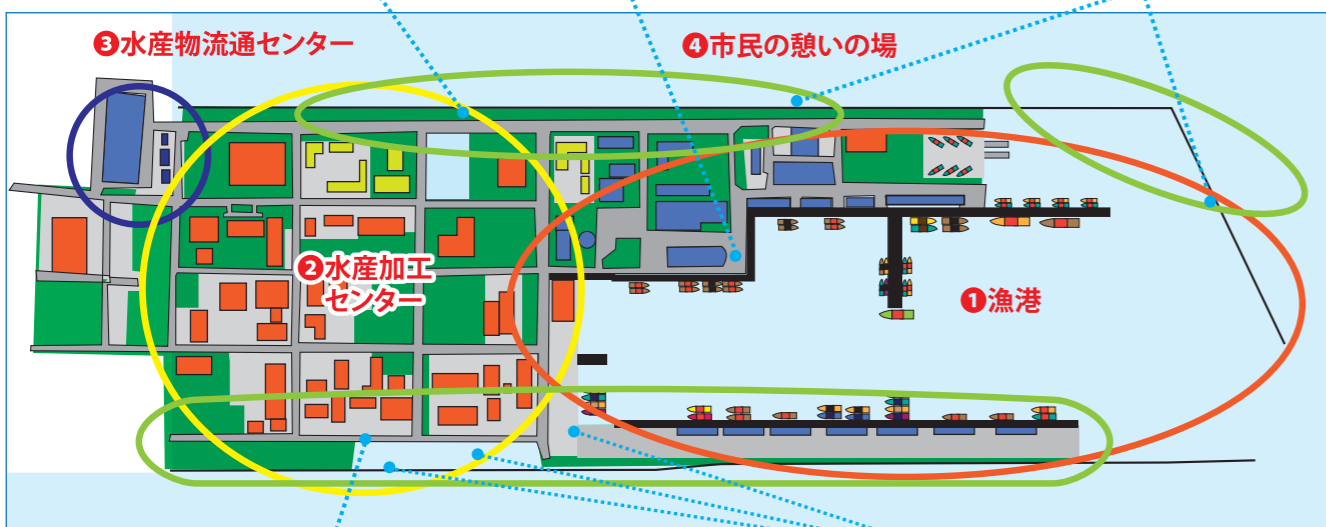 ❸水産物流通センター
❹市民の憩いの場
❷水産加工
センター
❶漁港